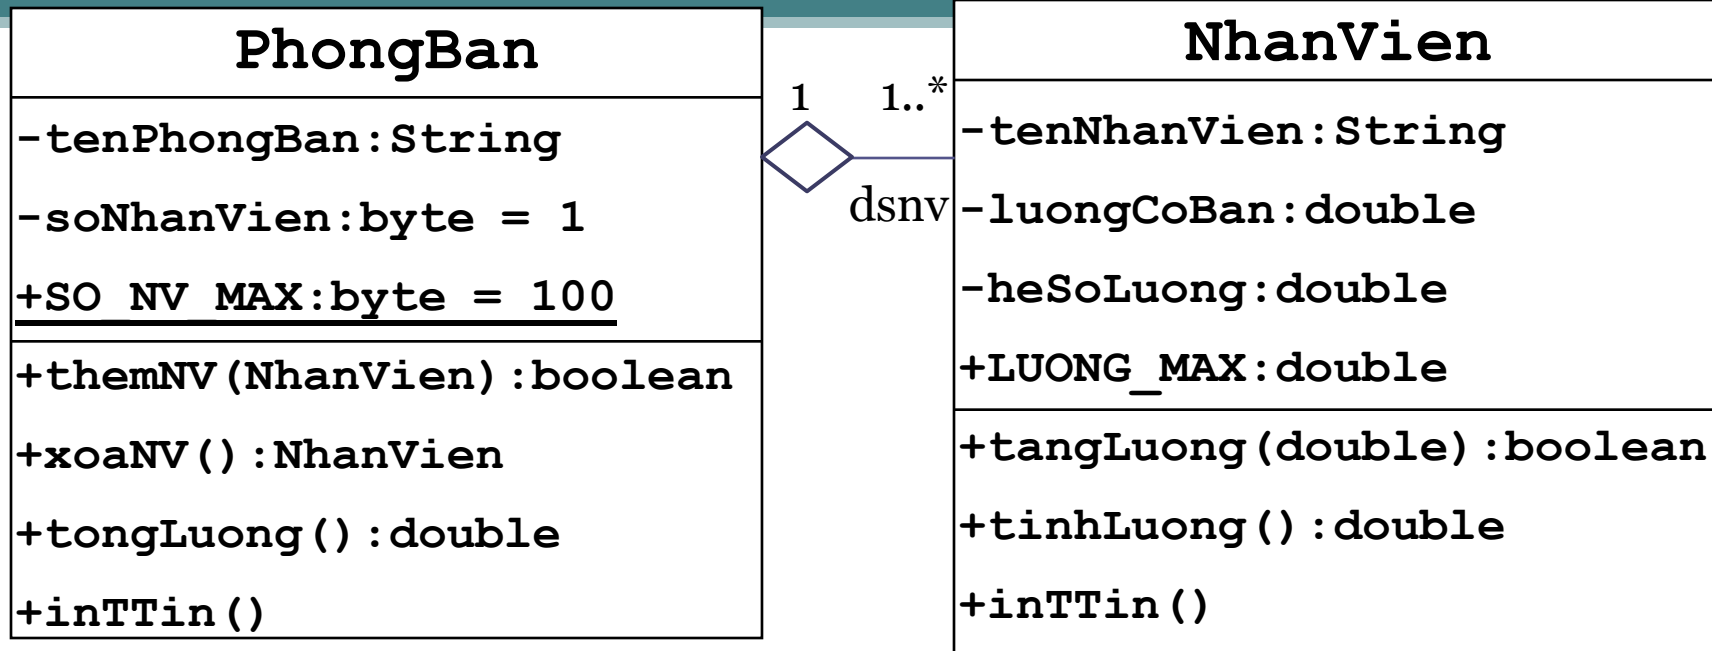 PhongBan
-tenPhongBan:String
-soNhanVien:byte = 1
+SO_NV_MAX:byte = 100
+themNV(NhanVien):boolean
+xoaNV():NhanVien
+tongLuong():double
+inTTin()
1 1..*
dsnv
NhanVien
-tenNhanVien:String
-luongCoBan:double
-heSoLuong:double
+LUONG_MAX:double
+tangLuong(double):boolean
+tinhLuong():double
+inTTin()